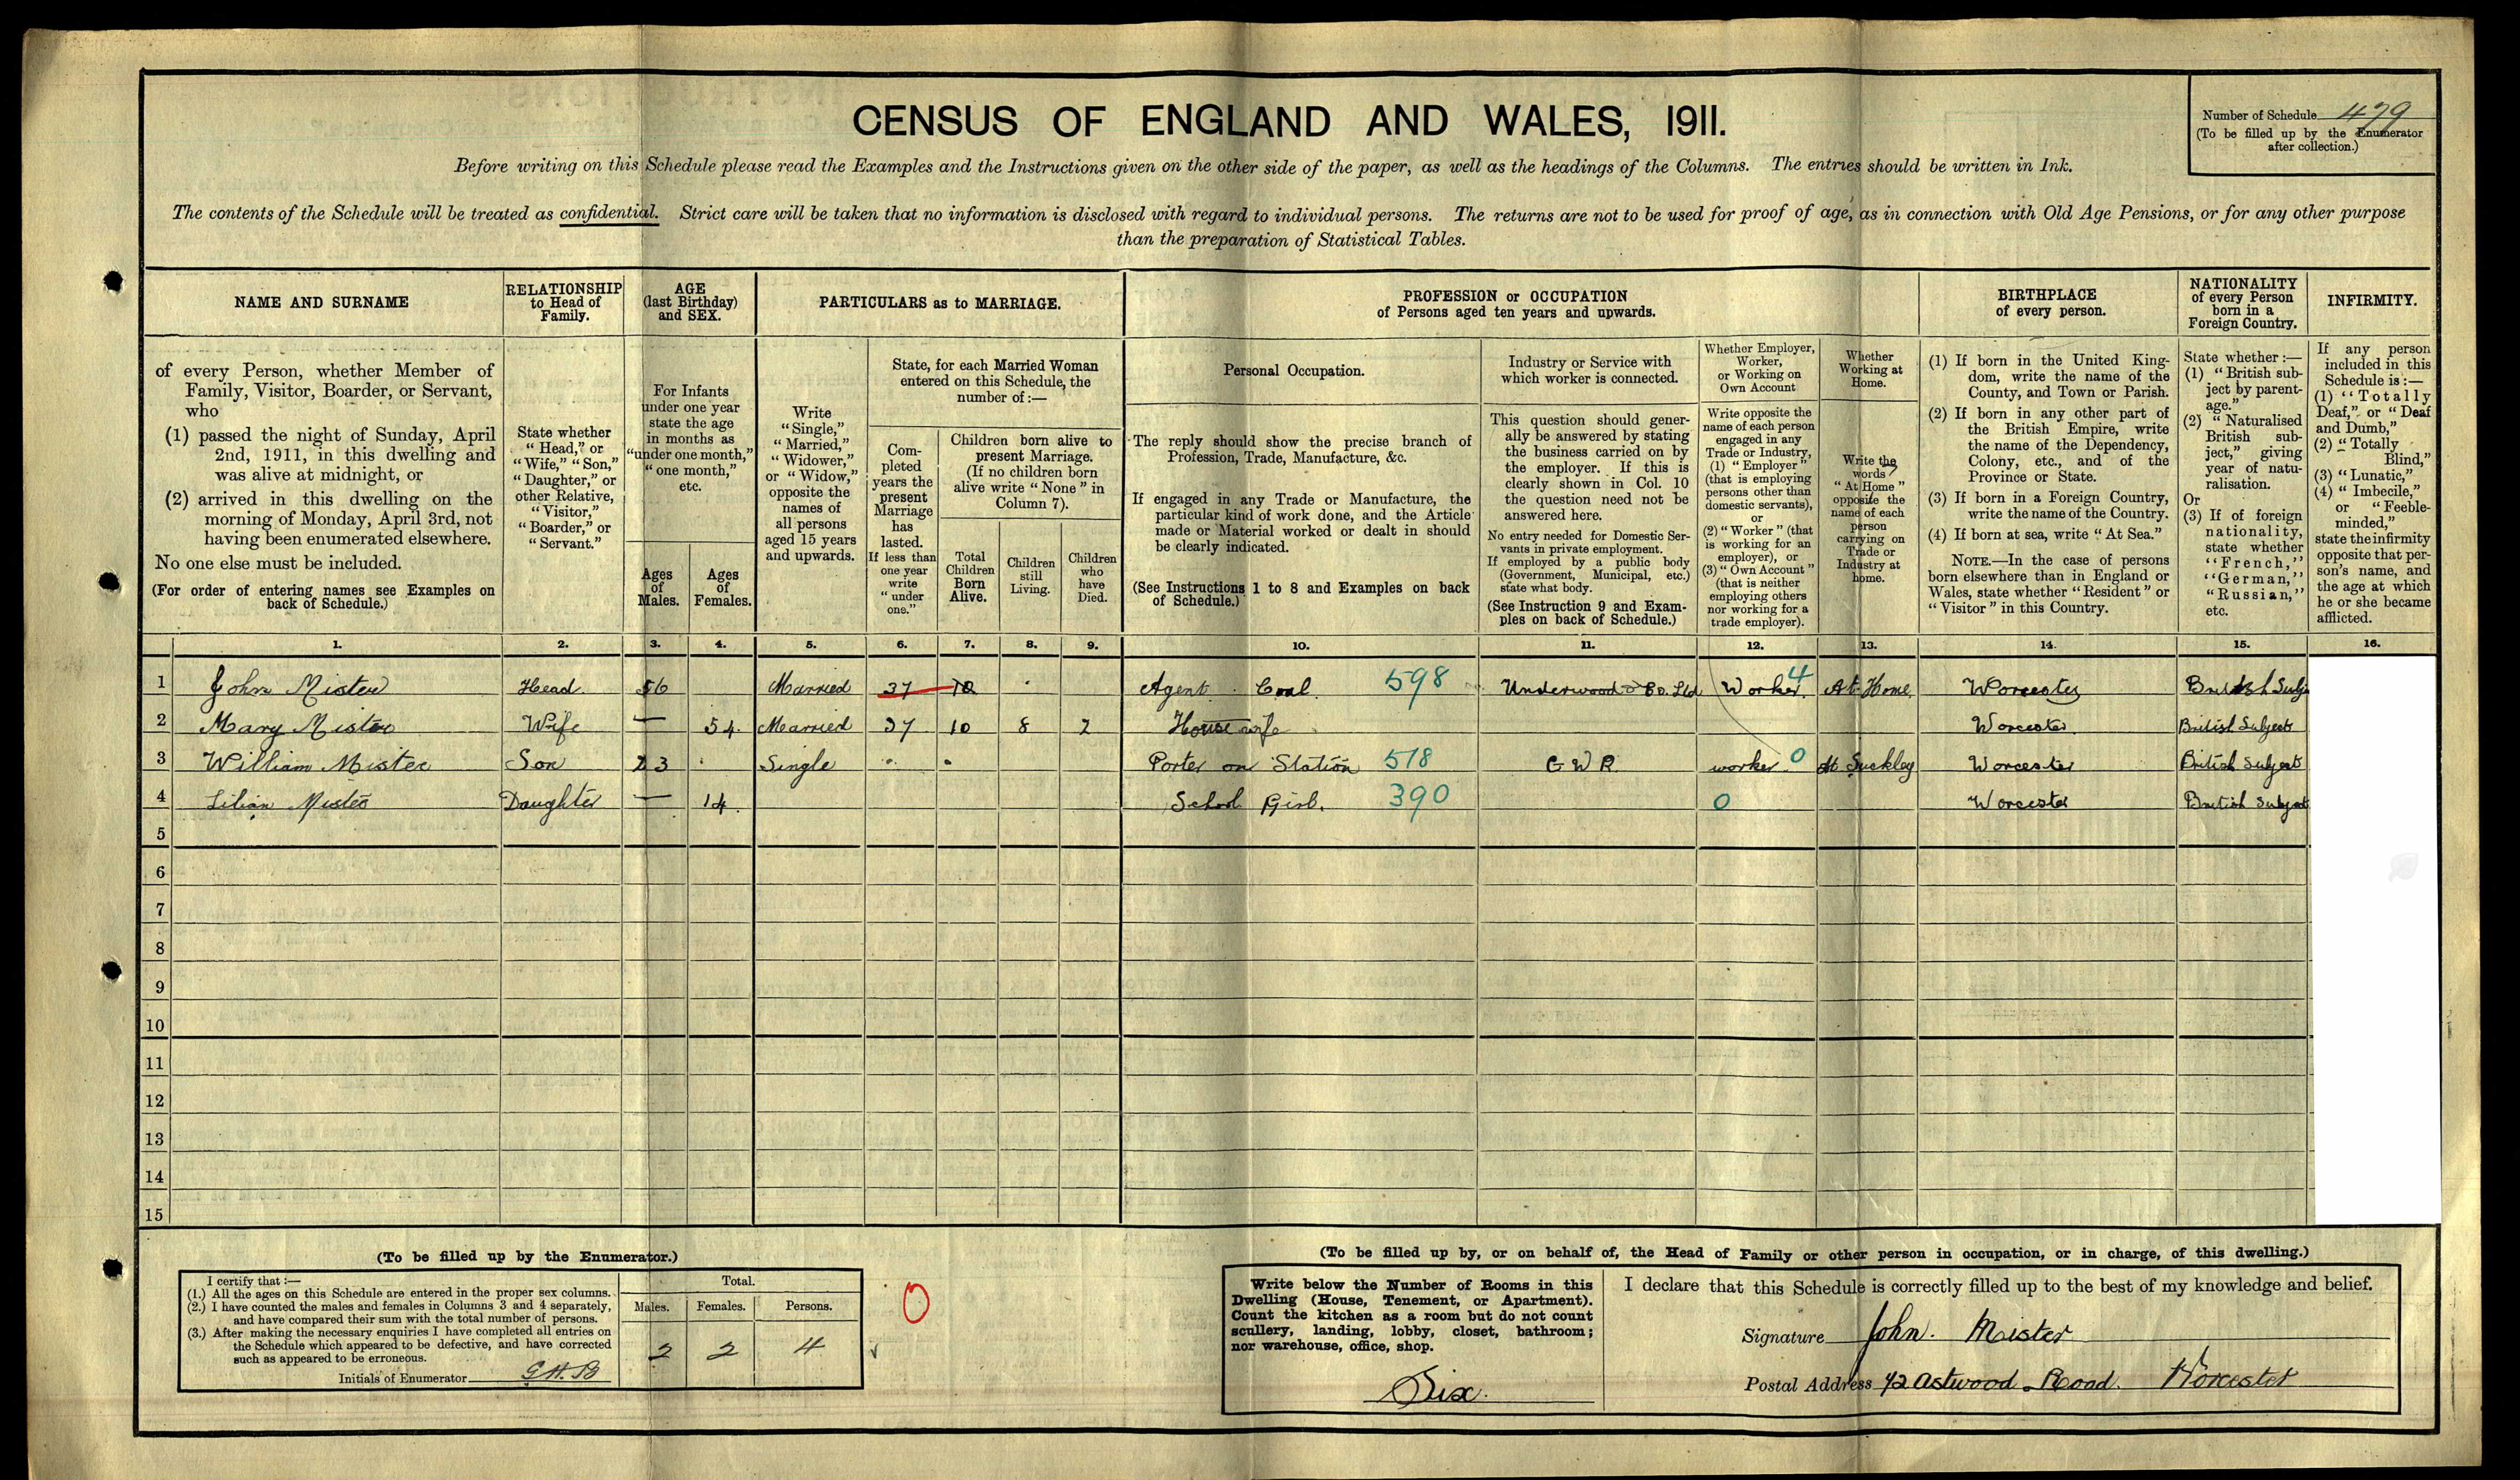 CENSUS OF ENGLAND AND WALES, 1911.
Number of Schedule 479
(To be filled up by the Enumerator
after collection.)
Before writing on this Schedule please read the Examples and the Instructions given on the other side of the paper, as well as the headings of the Columns. The entries should be written in Ink.
The contents of the Schedule will be treated as confidential. Strict care will be taken that no information is disclosed with regard to individual persons. The returns are not to be used for proof of age, as in connection with Old Age Pensions, or for any other purpose
than the preparation of Statistical Tables.
NAME AND SURNAME
of every Person, whether Member of
Family, Visitor, Boarder, or Servant,
who
(1) passed the night of Sunday, April
2nd, 1911, in this dwelling and
was alive at midnight, or
(2) arrived in this dwelling on the
morning of Monday, April 3rd, not
having been enumerated elsewhere.
No one else must be included.
(For order of entering names see Examples on
back of Schedule.)
RELATIONSHIP
to Head of
Family.
State whether
"Head," or
"Wife," "Son,"
"Daughter," or
other Relative,
"Visitor,"
"Boarder," or
"Servant."
AGE
(last Birthday)
and SEX.
For Infants
under one year
state the age
in months as
"under one month,"
"one month,"
etc.
Ages
of
Males.
Ages
of
Females.
PARTICULARS as to MARRIAGE.
Write
"Single,"
"Married,"
"Widower,"
or "Widow,"
opposite the
names of
all persons
aged 15 years
and upwards.
State, for each Married Woman
entered on this Schedule, the
number of:—
Com-
pleted
years the
present
Marriage
has
lasted.
If less than
one year
write
"under
one."
Children born alive to
present Marriage.
(If no children born
alive write "None" in
Column 7).
Total
Children
Born
Alive.
Children
still
Living.
Children
who
have
Died.
PROFESSION or OCCUPATION
of Persons aged ten years and upwards.
Personal Occupation.
The reply should show the precise branch of
Profession, Trade, Manufacture, &c.
If engaged in any Trade or Manufacture, the
particular kind of work done, and the Article
made or Material worked or dealt in should
be clearly indicated.
(See Instructions 1 to 8 and Examples on back
of Schedule.)
Industry or Service with
which worker is connected.
This question should gener-
ally be answered by stating
the business carried on by
the employer. If this is
clearly shown in Col. 10
the question need not be
answered here.
No entry needed for Domestic Ser-
vants in private employment.
If employed by a public body
(Government, Municipal, etc.)
state what body.
(See Instruction 9 and Exam-
ples on back of Schedule.)
Whether Employer,
Worker,
or Working on
Own Account
Write opposite the
name of each person
engaged in any
Trade or Industry,
(1) "Employer"
(that is employing
persons other than
domestic servants),
or
(2) "Worker" (that
is working for an
employer), or
(3) "Own Account"
(that is neither
employing others
nor working for a
trade employer).
Whether
Working at
Home.
Write the
words
"At Home"
opposite the
name of each
person
carrying on
Trade or
Industry at
home.
BIRTHPLACE
of every person.
(1) If born in the United King-
dom, write the name of the
County, and Town or Parish.
(2) If born in any other part of
the British Empire, write
the name of the Dependency,
Colony, etc., and of the
Province or State.
(3) If born in a Foreign Country,
write the name of the Country.
(4) If born at sea, write "At Sea."
NOTE.—In the case of persons
born elsewhere than in England or
Wales, state whether "Resident" or
"Visitor" in this Country.
NATIONALITY
of every Person
born in a
Foreign Country.
State whether:—
(1) "British sub-
ject by parent-
age."
(2) "Naturalised
British sub-
ject," giving
year of natu-
ralisation.
Or
(3) If of foreign
nationality,
state whether
"French,"
"German,"
"Russian,"
etc.
INFIRMITY.
If any person
included in this
Schedule is:—
(1) "Totally
Deaf," or "Deaf
and Dumb,"
(2) "Totally
Blind,"
(3) "Lunatic,"
(4) "Imbecile,"
or "Feeble-
minded,"
state the infirmity
opposite that per-
son's name, and
the age at which
he or she became
afflicted.
1. 2. 3. 4. 5. 6. 7. 8. 9. 10. 11. 12. 13. 14. 15. 16.
1 John Mister Head 56 Married 37 10 Agent Coal 598 Underwood & Co. Ltd Worker 4 At Home Worcester British Subj
2 Mary Mister Wife — 54 Married 37 10 8 2 House wife Worcester British Subject
3 William Mister Son 23 Single Porter on Station 518 G W R worker 0 At Suckley Worcester British Subject
4 Lilian Mister Daughter — 14 School Girl. 390 0 Worcester British Subject
5
6
7
8
9
10
11
12
13
14
15
(To be filled up by the Enumerator.)
I certify that:—
(1.) All the ages on this Schedule are entered in the proper sex columns.
(2.) I have counted the males and females in Columns 3 and 4 separately,
and have compared their sum with the total number of persons.
(3.) After making the necessary enquiries I have completed all entries on
the Schedule which appeared to be defective, and have corrected
such as appeared to be erroneous.
Initials of Enumerator G H. B
Total.
Males. Females. Persons.
2 2 4
0
(To be filled up by, or on behalf of, the Head of Family or other person in occupation, or in charge, of this dwelling.)
Write below the Number of Rooms in this
Dwelling (House, Tenement, or Apartment).
Count the kitchen as a room but do not count
scullery, landing, lobby, closet, bathroom;
nor warehouse, office, shop.
Six.
I declare that this Schedule is correctly filled up to the best of my knowledge and belief.
Signature John. Mister
Postal Address 42 Astwood Road. Worcester